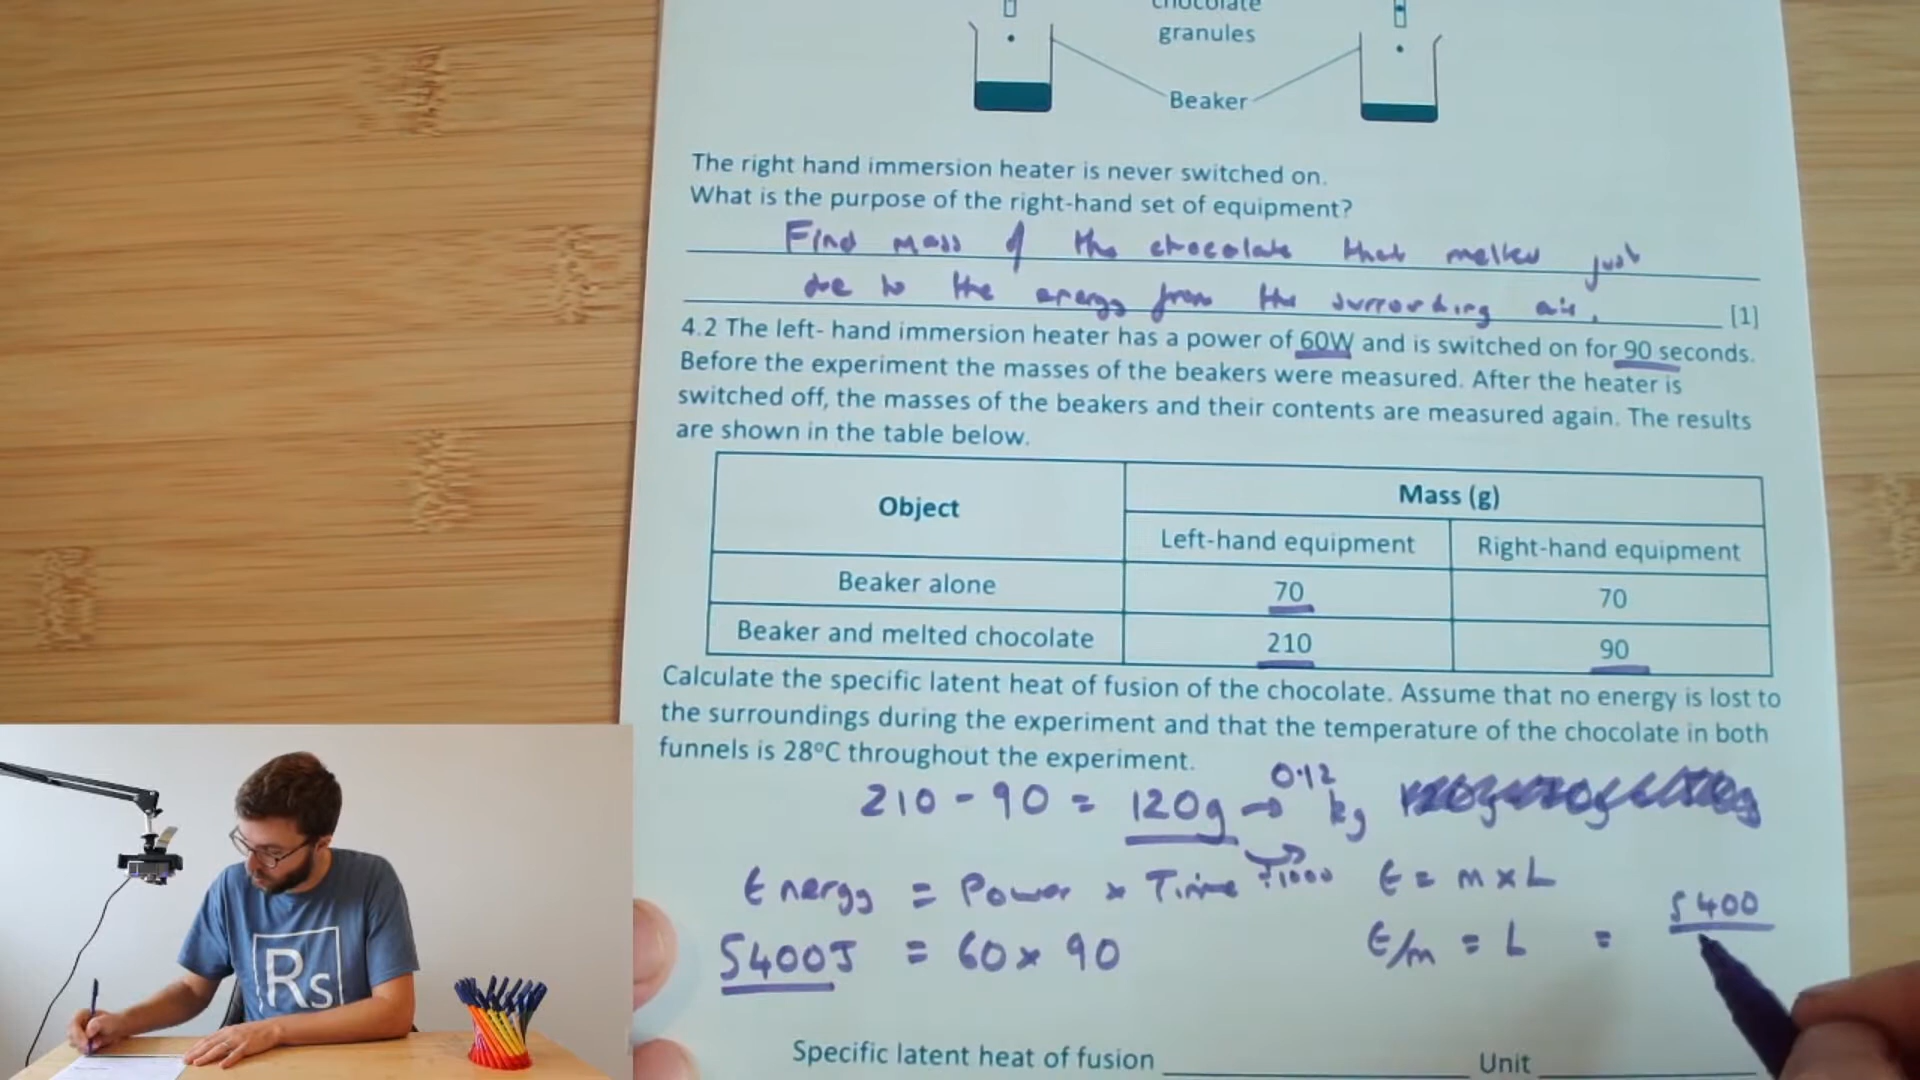 chocolate
granules
Beaker
The right hand immersion heater is never switched on.
What is the purpose of the right-hand set of equipment?
Find mass of the chocolate that melted just
due to the energy from the surrounding air.
[1]
4.2 The left- hand immersion heater has a power of 60W and is switched on for 90 seconds.
Before the experiment the masses of the beakers were measured. After the heater is
switched off, the masses of the beakers and their contents are measured again. The results
are shown in the table below.
Object
Mass (g)
Left-hand equipment
Right-hand equipment
Beaker alone
70
70
Beaker and melted chocolate
210
90
Calculate the specific latent heat of fusion of the chocolate. Assume that no energy is lost to
the surroundings during the experiment and that the temperature of the chocolate in both
funnels is 28°C throughout the experiment.
210 - 90 = 120g → 0.12 kg
÷1000
Energy = Power × Time
E = m × L
5400J = 60 × 90
E/m = L = 5400
Specific latent heat of fusion
Unit
Rs